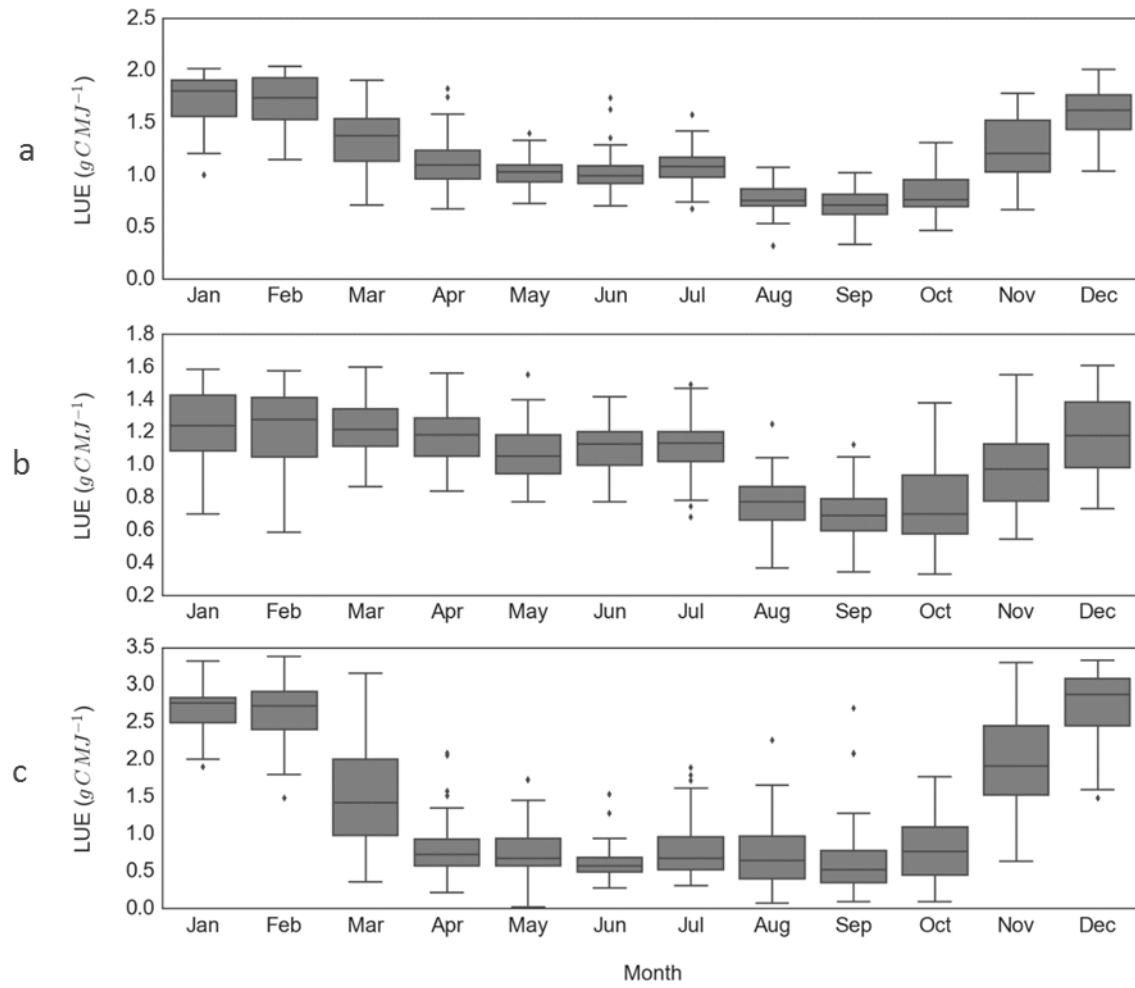 a
LUE (gCMJ⁻¹)
2.5
2.0
1.5
1.0
0.5
0.0
Jan Feb Mar Apr May Jun Jul Aug Sep Oct Nov Dec
b
LUE (gCMJ⁻¹)
1.8
1.6
1.4
1.2
1.0
0.8
0.6
0.4
0.2
Jan Feb Mar Apr May Jun Jul Aug Sep Oct Nov Dec
c
LUE (gCMJ⁻¹)
3.5
3.0
2.5
2.0
1.5
1.0
0.5
0.0
Jan Feb Mar Apr May Jun Jul Aug Sep Oct Nov Dec
Month